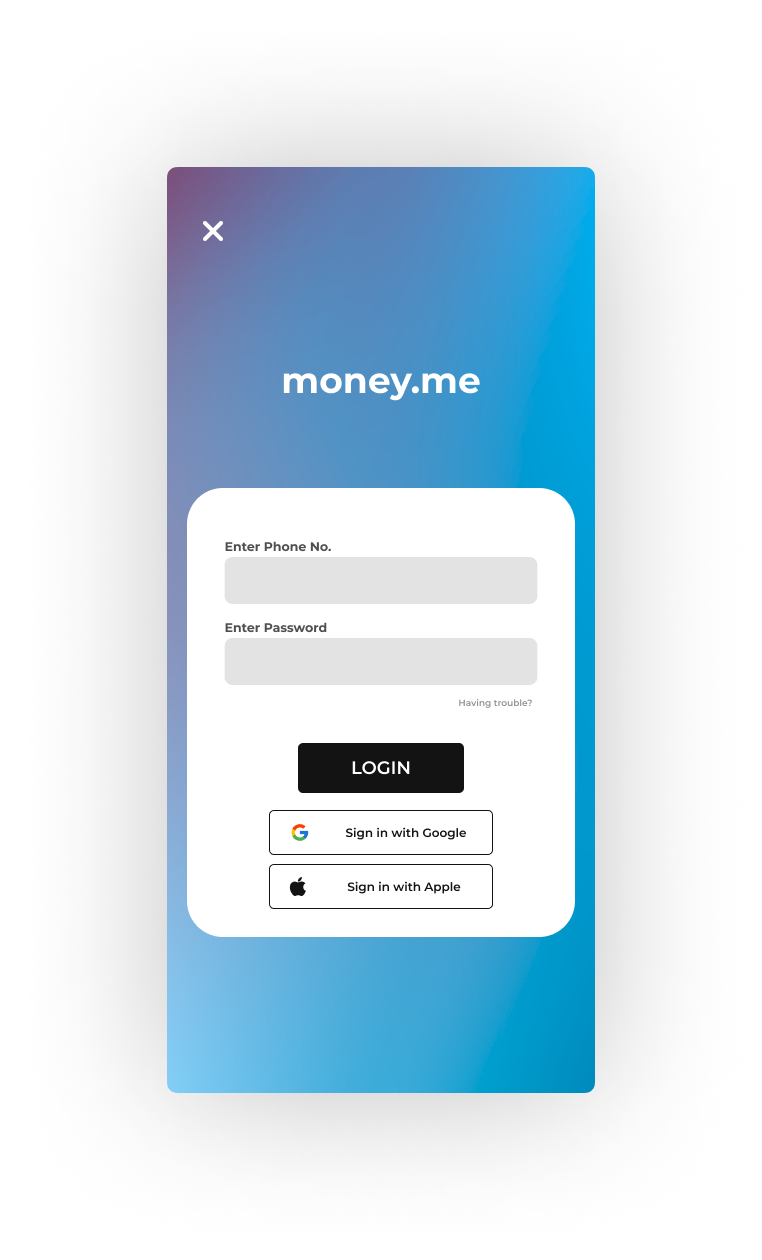 money.me
Enter Phone No.
Enter Password
Having trouble?
LOGIN
Sign in with Google
Sign in with Apple